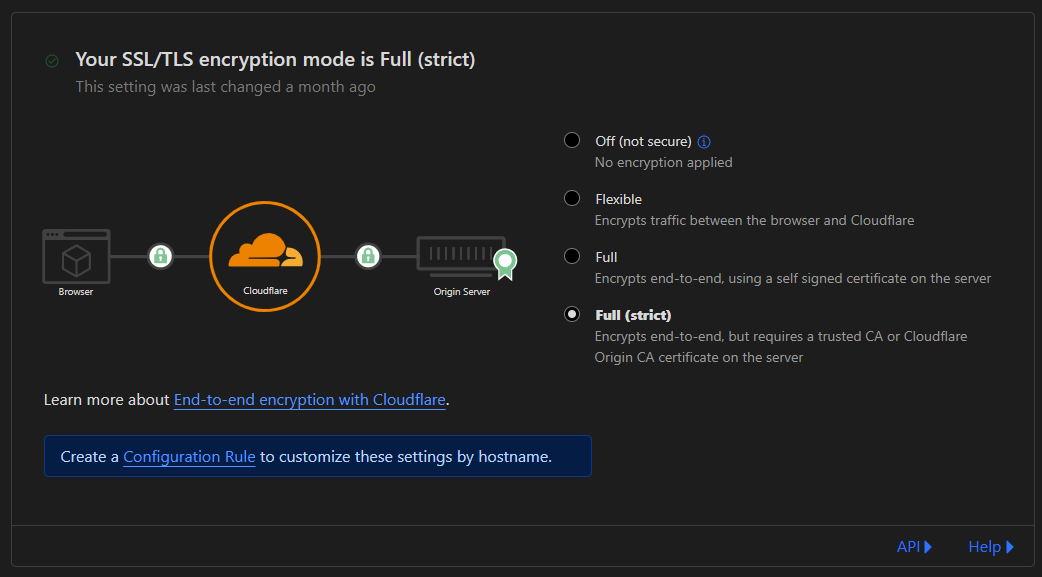 Your SSL/TLS encryption mode is Full (strict)
This setting was last changed a month ago
Browser
Cloudflare
Origin Server
Off (not secure)
No encryption applied
Flexible
Encrypts traffic between the browser and Cloudflare
Full
Encrypts end-to-end, using a self signed certificate on the server
Full (strict)
Encrypts end-to-end, but requires a trusted CA or Cloudflare
Origin CA certificate on the server
Learn more about End-to-end encryption with Cloudflare.
Create a Configuration Rule to customize these settings by hostname.
API
Help